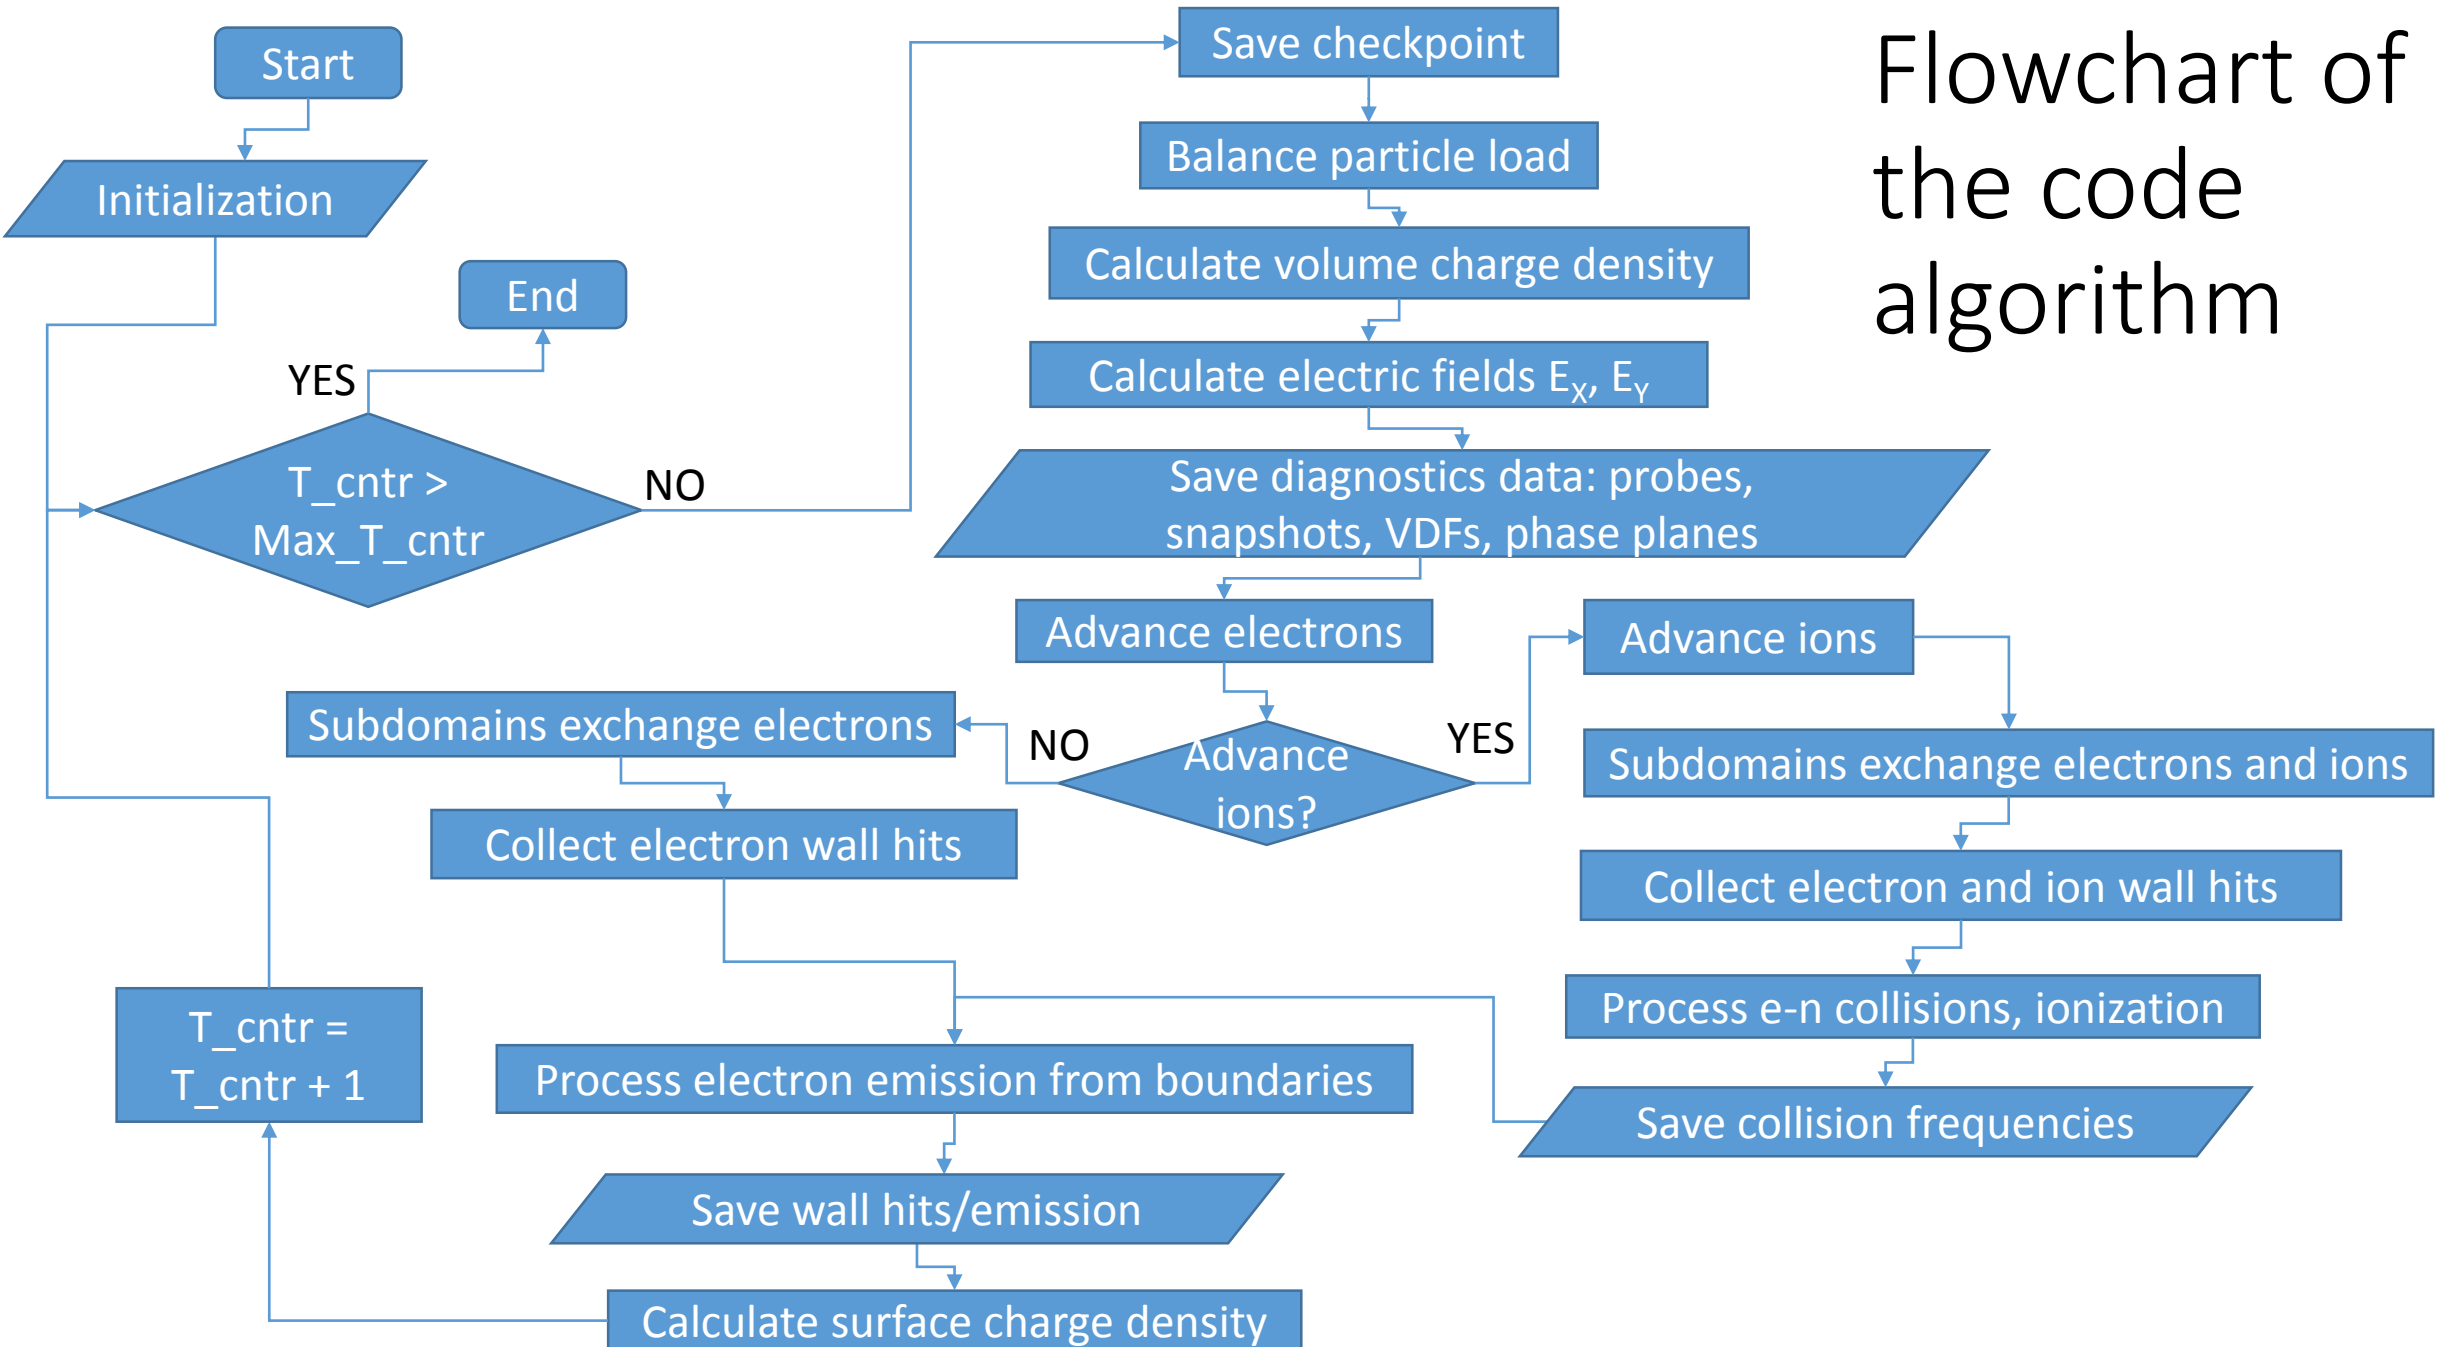 Flowchart of
the code
algorithm
Start
Initialization
End
YES
T_cntr >
Max_T_cntr
NO
Save checkpoint
Balance particle load
Calculate volume charge density
Calculate electric fields E_X, E_Y
Save diagnostics data: probes,
snapshots, VDFs, phase planes
Advance electrons
Advance
ions?
NO
YES
Subdomains exchange electrons
Collect electron wall hits
Advance ions
Subdomains exchange electrons and ions
Collect electron and ion wall hits
Process e-n collisions, ionization
Save collision frequencies
Process electron emission from boundaries
Save wall hits/emission
Calculate surface charge density
T_cntr =
T_cntr + 1